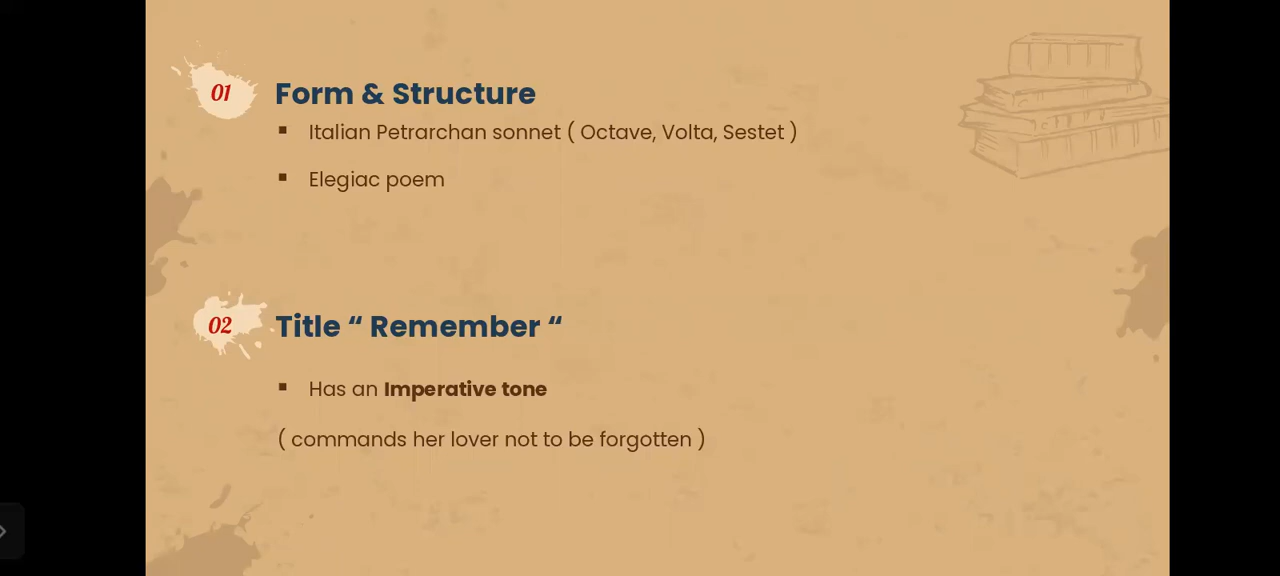 01
Form & Structure
▪ Italian Petrarchan sonnet ( Octave, Volta, Sestet )
▪ Elegiac poem
02
Title “ Remember “
▪ Has an Imperative tone
( commands her lover not to be forgotten )